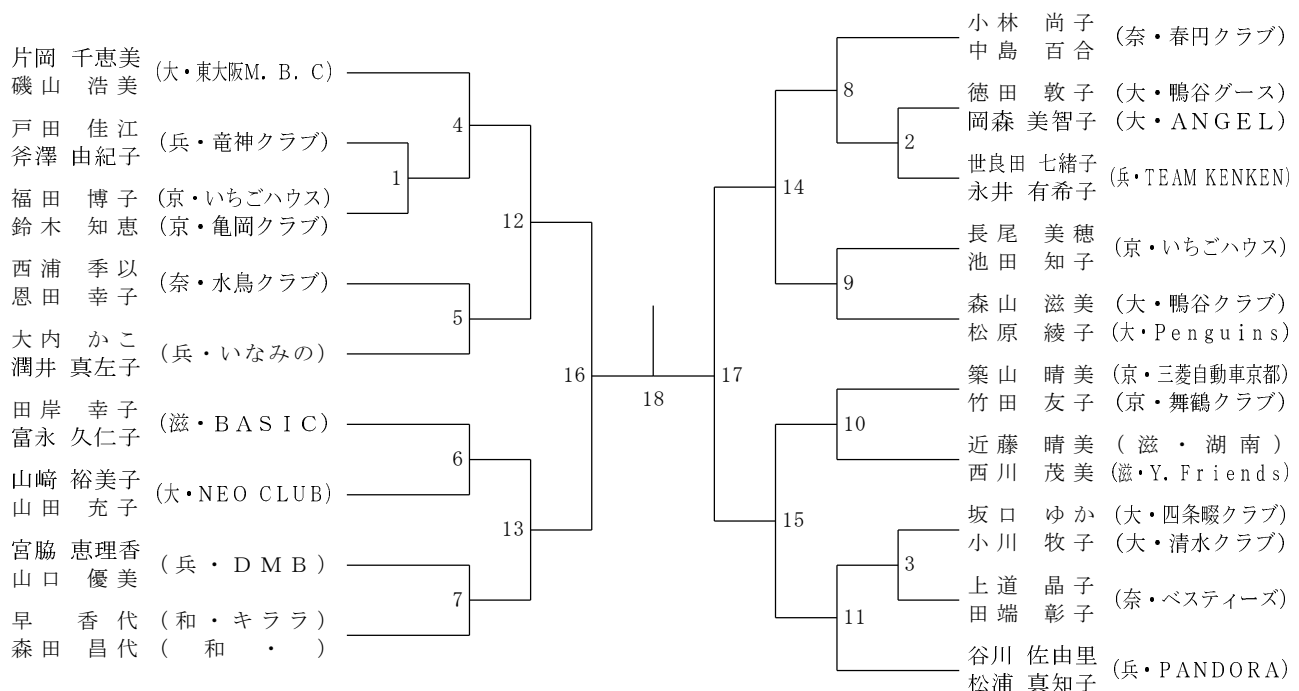 片岡 千恵美 (大・東大阪M.B.C)
磯山 浩美
戸田 佳江 (兵・竜神クラブ)
斧澤 由紀子
福田 博子 (京・いちごハウス)
鈴木 知恵 (京・亀岡クラブ)
西浦 季以 (奈・水鳥クラブ)
恩田 幸子
大内 かこ (兵・いなみの)
潤井 真左子
田岸 幸子 (滋・BASIC)
富永 久仁子
山﨑 裕美子 (大・NEO CLUB)
山田 充子
宮脇 恵理香 (兵・DMB)
山口 優美
早 香代 (和・キララ)
森田 昌代 (和・)
1
4
5
6
7
12
13
16
18
17
14
15
8
2
9
10
3
11
小林 尚子 (奈・春円クラブ)
中島 百合
徳田 敦子 (大・鴨谷グース)
岡森 美智子 (大・ANGEL)
世良田 七緒子 (兵・TEAM KENKEN)
永井 有希子
長尾 美穂 (京・いちごハウス)
池田 知子
森山 滋美 (大・鴨谷クラブ)
松原 綾子 (大・Penguins)
築山 晴美 (京・三菱自動車京都)
竹田 友子 (京・舞鶴クラブ)
近藤 晴美 (滋・湖南)
西川 茂美 (滋・Y.Friends)
坂口 ゆか (大・四条畷クラブ)
小川 牧子 (大・清水クラブ)
上道 晶子 (奈・ベスティーズ)
田端 彰子
谷川 佐由里 (兵・PANDORA)
松浦 真知子